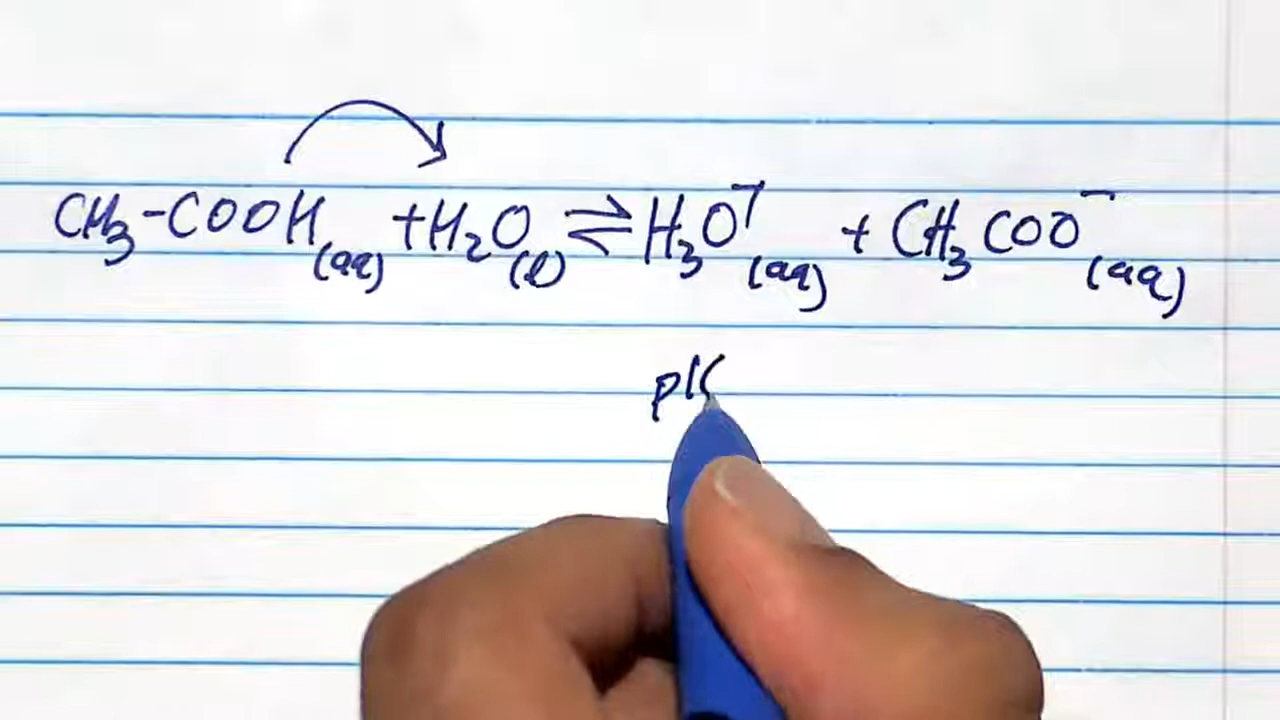 CH₃-COOH(aq) + H₂O(l) ⇌ H₃O⁺(aq) + CH₃COO⁻(aq)
pK